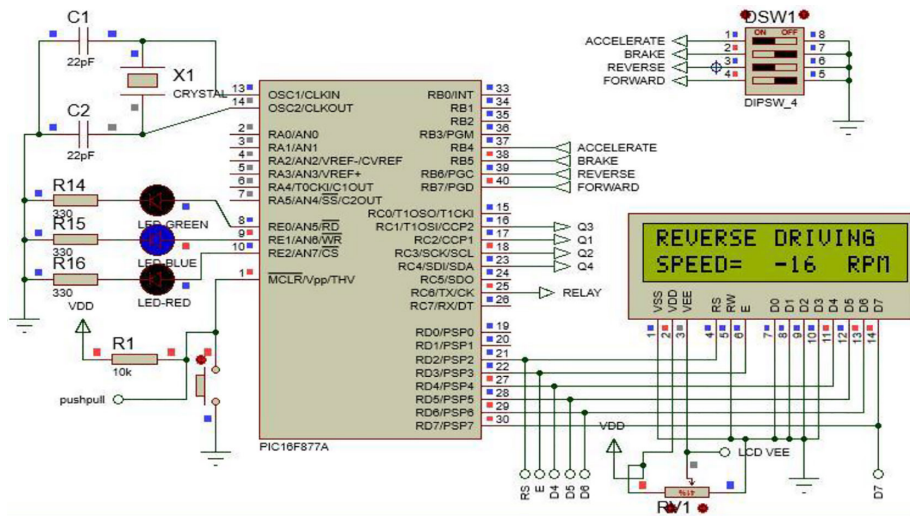 C1
22pF
X1
CRYSTAL
C2
22pF
R14
330
LED-GREEN
R15
330
LED-BLUE
R16
330
LED-RED
VDD
R1
10k
pushpull
13 OSC1/CLKIN
14 OSC2/CLKOUT
2 RA0/AN0
3 RA1/AN1
4 RA2/AN2/VREF-/CVREF
5 RA3/AN3/VREF+
6 RA4/T0CKI/C1OUT
7 RA5/AN4/SS/C2OUT
8 RE0/AN5/RD
9 RE1/AN6/WR
10 RE2/AN7/CS
1 MCLR/Vpp/THV
RB0/INT 33
RB1 34
RB2 35
RB3/PGM 36
RB4 37 ACCELERATE
RB5 38 BRAKE
RB6/PGC 39 REVERSE
RB7/PGD 40 FORWARD
RC0/T1OSO/T1CKI 15
RC1/T1OSI/CCP2 16 Q3
RC2/CCP1 17 Q1
RC3/SCK/SCL 18 Q2
RC4/SDI/SDA 23 Q4
RC5/SDO 24
RC6/TX/CK 25 RELAY
RC7/RX/DT 26
RD0/PSP0 19
RD1/PSP1 20
RD2/PSP2 21
RD3/PSP3 22
RD4/PSP4 27
RD5/PSP5 28
RD6/PSP6 29
RD7/PSP7 30
PIC16F877A
DSW1
ON OFF
ACCELERATE 1 8
BRAKE 2 7
REVERSE 3 6
FORWARD 4 5
DIPSW_4
REVERSE DRIVING
SPEED= -16 RPM
VSS VDD VEE RS RW E D0 D1 D2 D3 D4 D5 D6 D7
1 2 3 4 5 6 7 8 9 10 11 12 13 14
VDD
LCD VEE
41%
RV1
RS E D4 D5 D6
D7